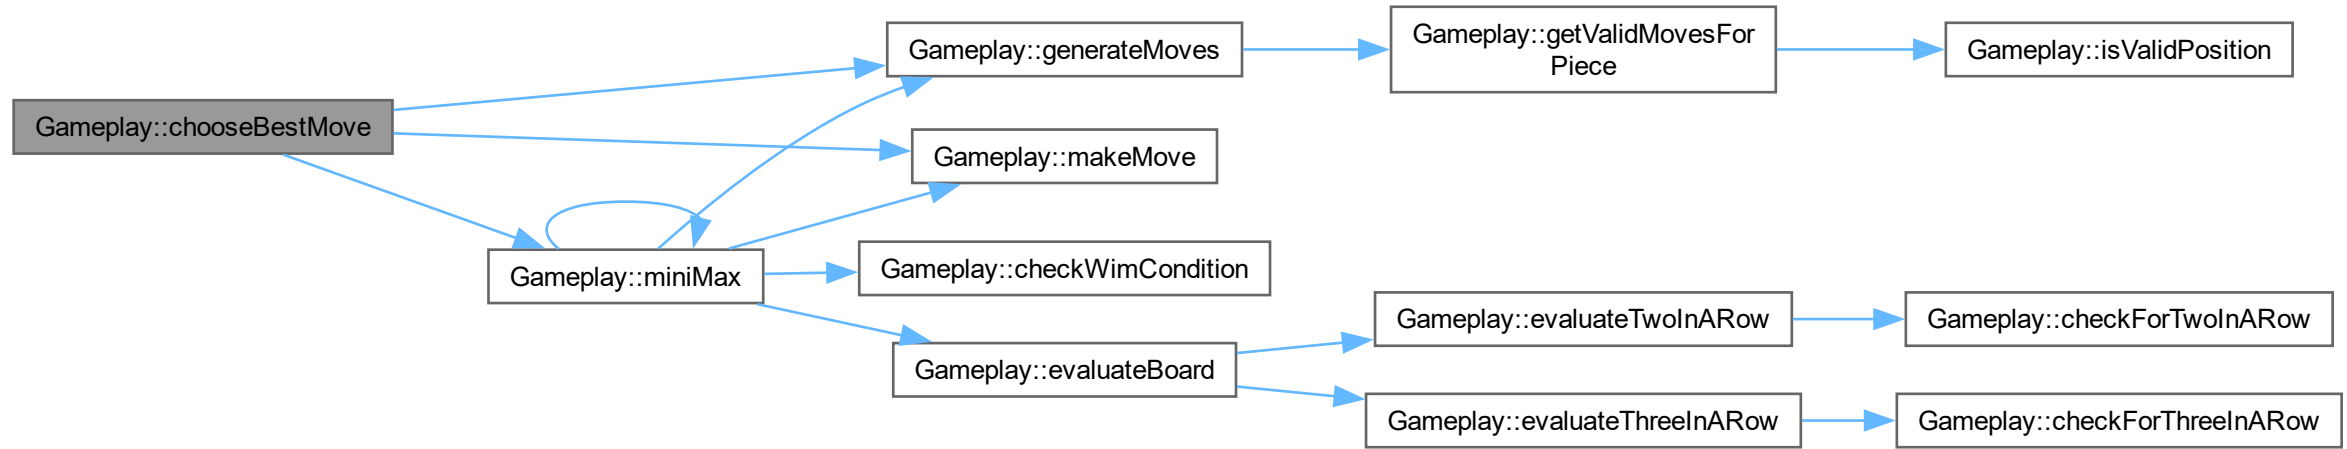 Gameplay::chooseBestMove
Gameplay::generateMoves
Gameplay::getValidMovesFor
Piece
Gameplay::isValidPosition
Gameplay::makeMove
Gameplay::miniMax
Gameplay::checkWimCondition
Gameplay::evaluateBoard
Gameplay::evaluateTwoInARow
Gameplay::checkForTwoInARow
Gameplay::evaluateThreeInARow
Gameplay::checkForThreeInARow